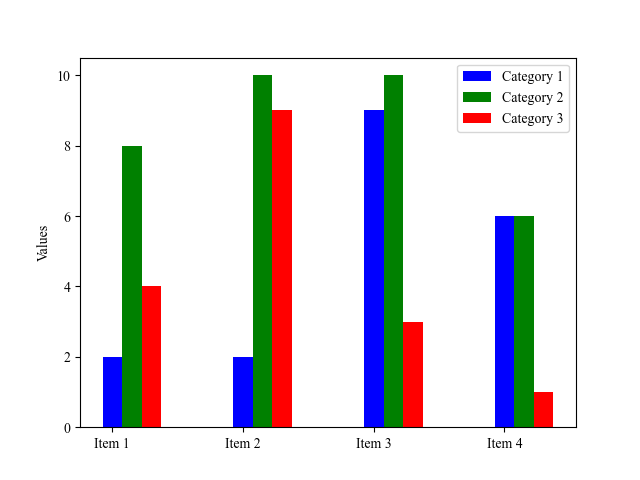 10
8
6
4
2
0
Values
Item 1
Item 2
Item 3
Item 4
Category 1
Category 2
Category 3